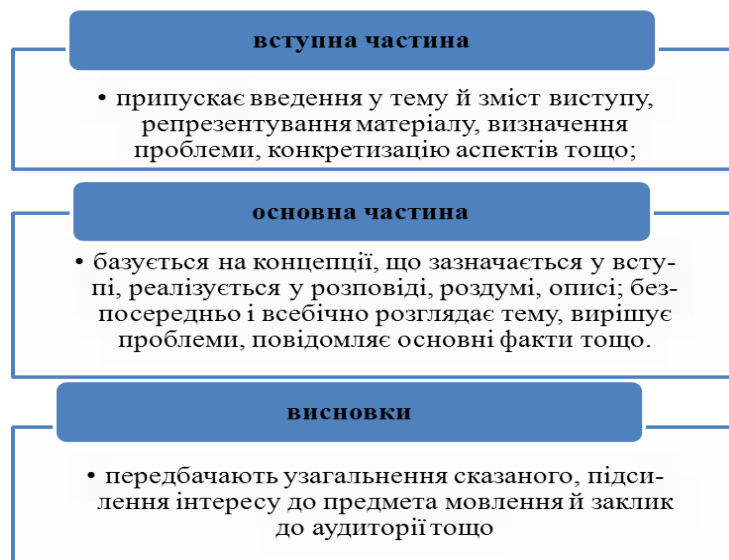 вступна частина
• припускає введення у тему й зміст виступу,
репрезентування матеріалу, визначення
проблеми, конкретизацію аспектів тощо;
основна частина
• базується на концепції, що зазначається у всту-
пі, реалізується у розповіді, роздумі, описі; без-
посередньо і всебічно розглядає тему, вирішує
проблеми, повідомляє основні факти тощо.
висновки
• передбачають узагальнення сказаного, підси-
лення інтересу до предмета мовлення й заклик
до аудиторії тощо